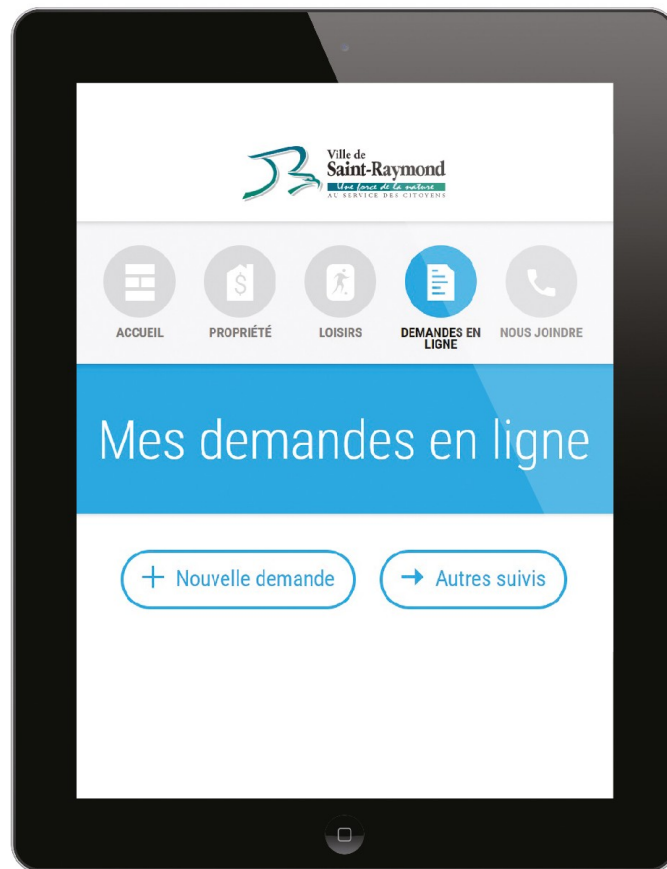 Ville de
Saint-Raymond
Une force de la nature
AU SERVICE DES CITOYENS
ACCUEIL
PROPRIÉTÉ
LOISIRS
DEMANDES EN
LIGNE
NOUS JOINDRE
Mes demandes en ligne
+ Nouvelle demande
→ Autres suivis